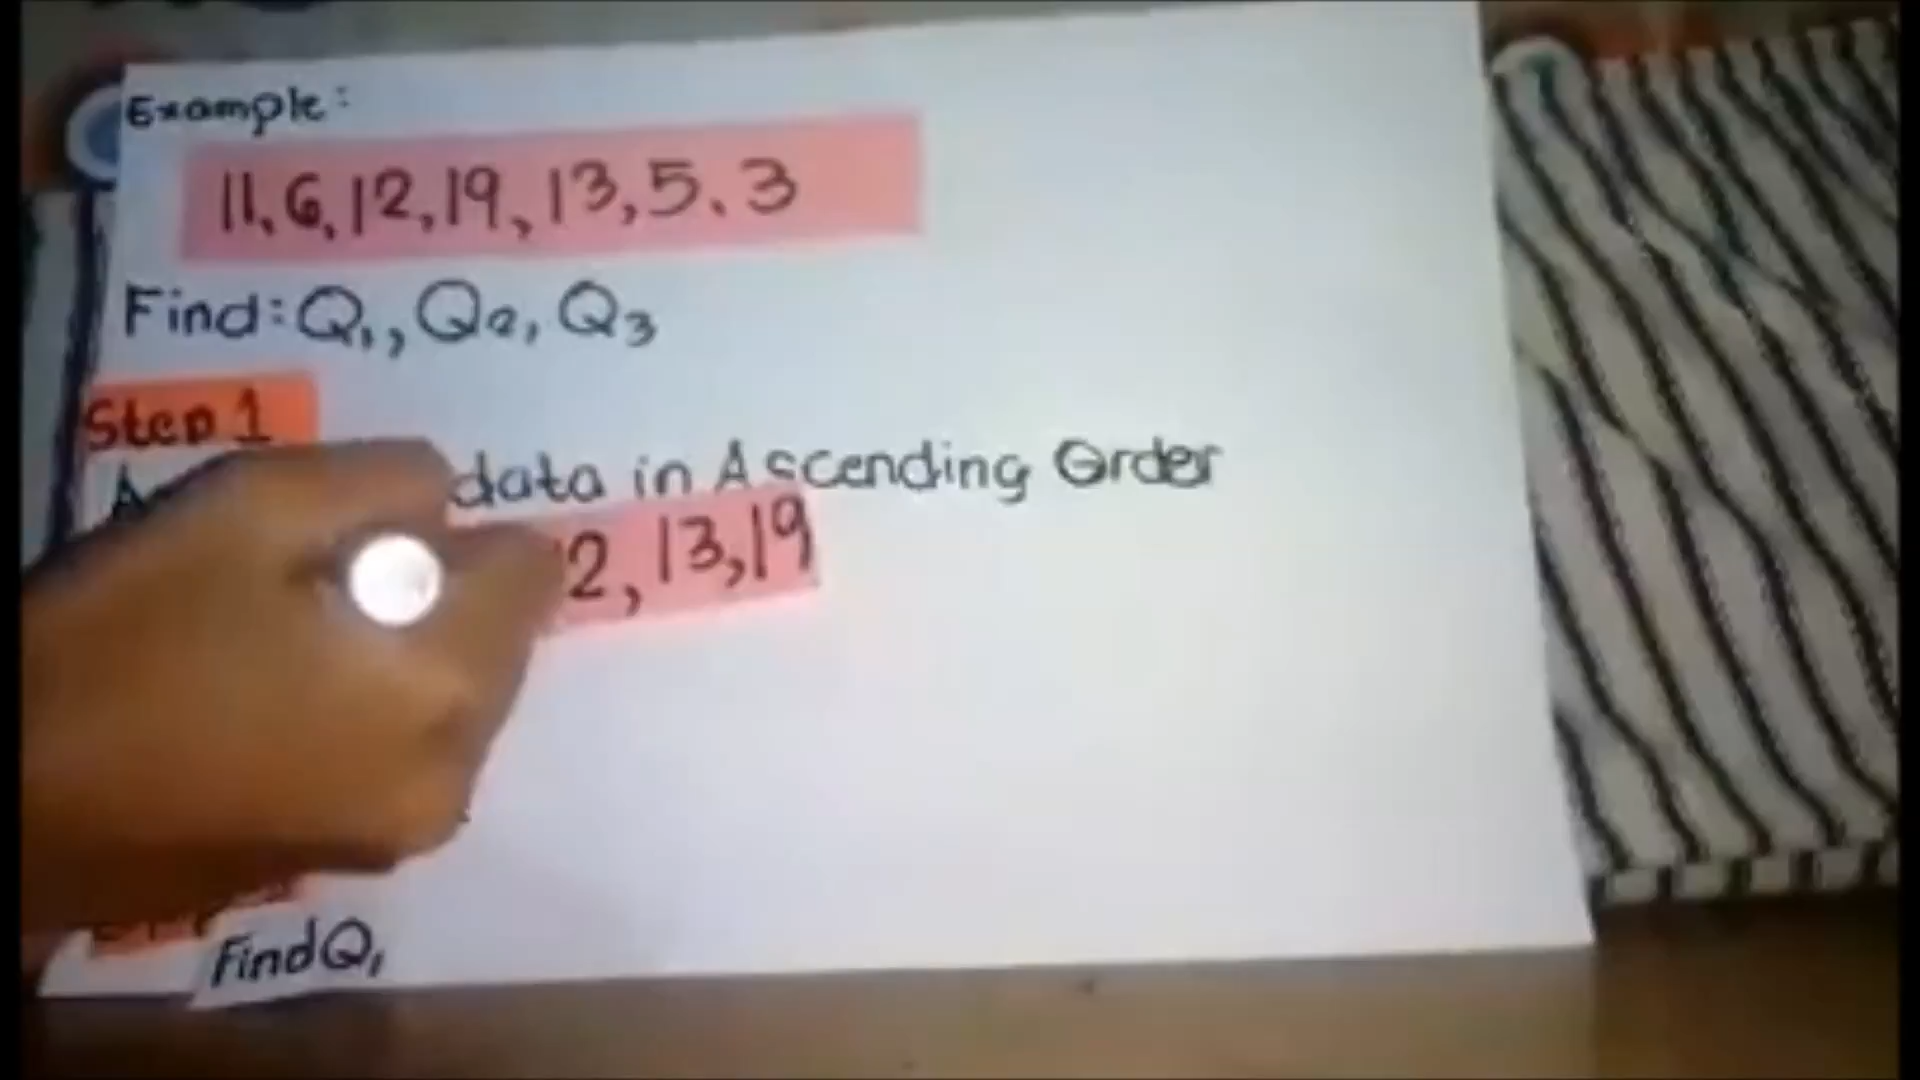 Example:
11, 6, 12, 19, 13, 5, 3
Find: Q1, Q2, Q3
Step 1
data in Ascending Order
2, 13, 19
Find Q1